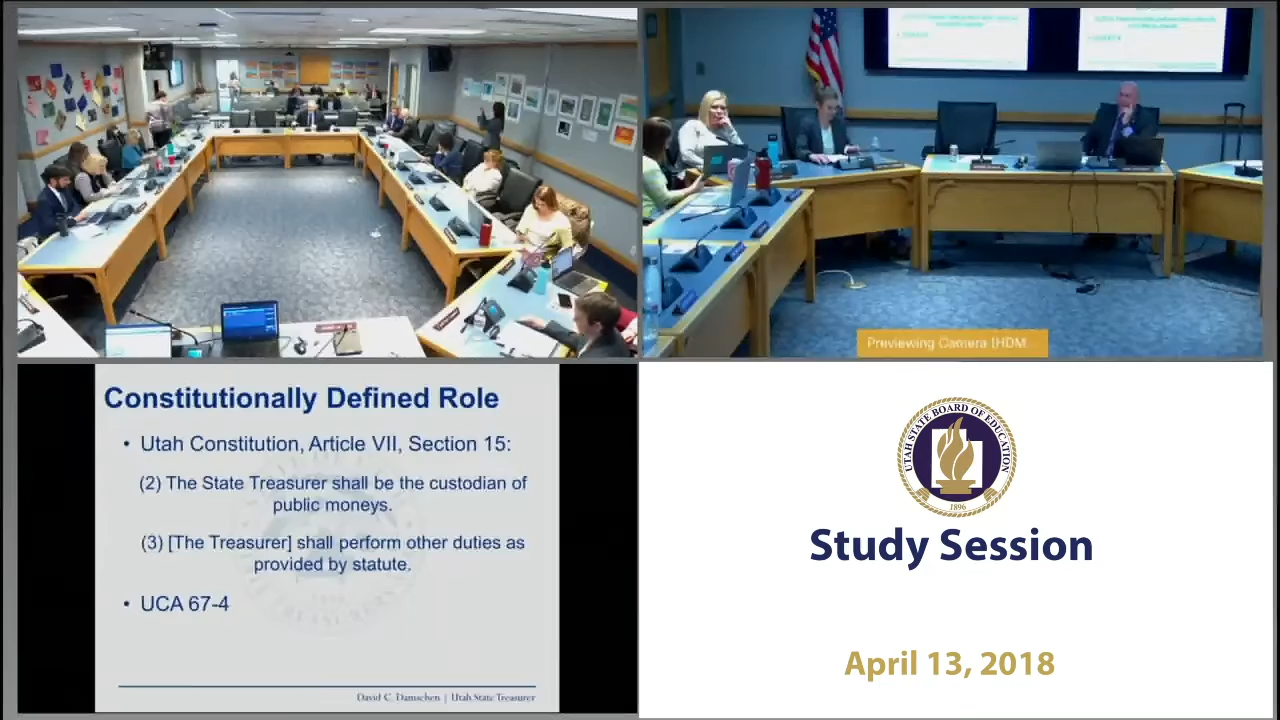 Previewing Camera (HDM
Constitutionally Defined Role
• Utah Constitution, Article VII, Section 15:
(2) The State Treasurer shall be the custodian of
public moneys.
(3) [The Treasurer] shall perform other duties as
provided by statute.
• UCA 67-4
David C. Damschen | Utah State Treasurer
UTAH STATE BOARD OF EDUCATION
1896
Study Session
April 13, 2018